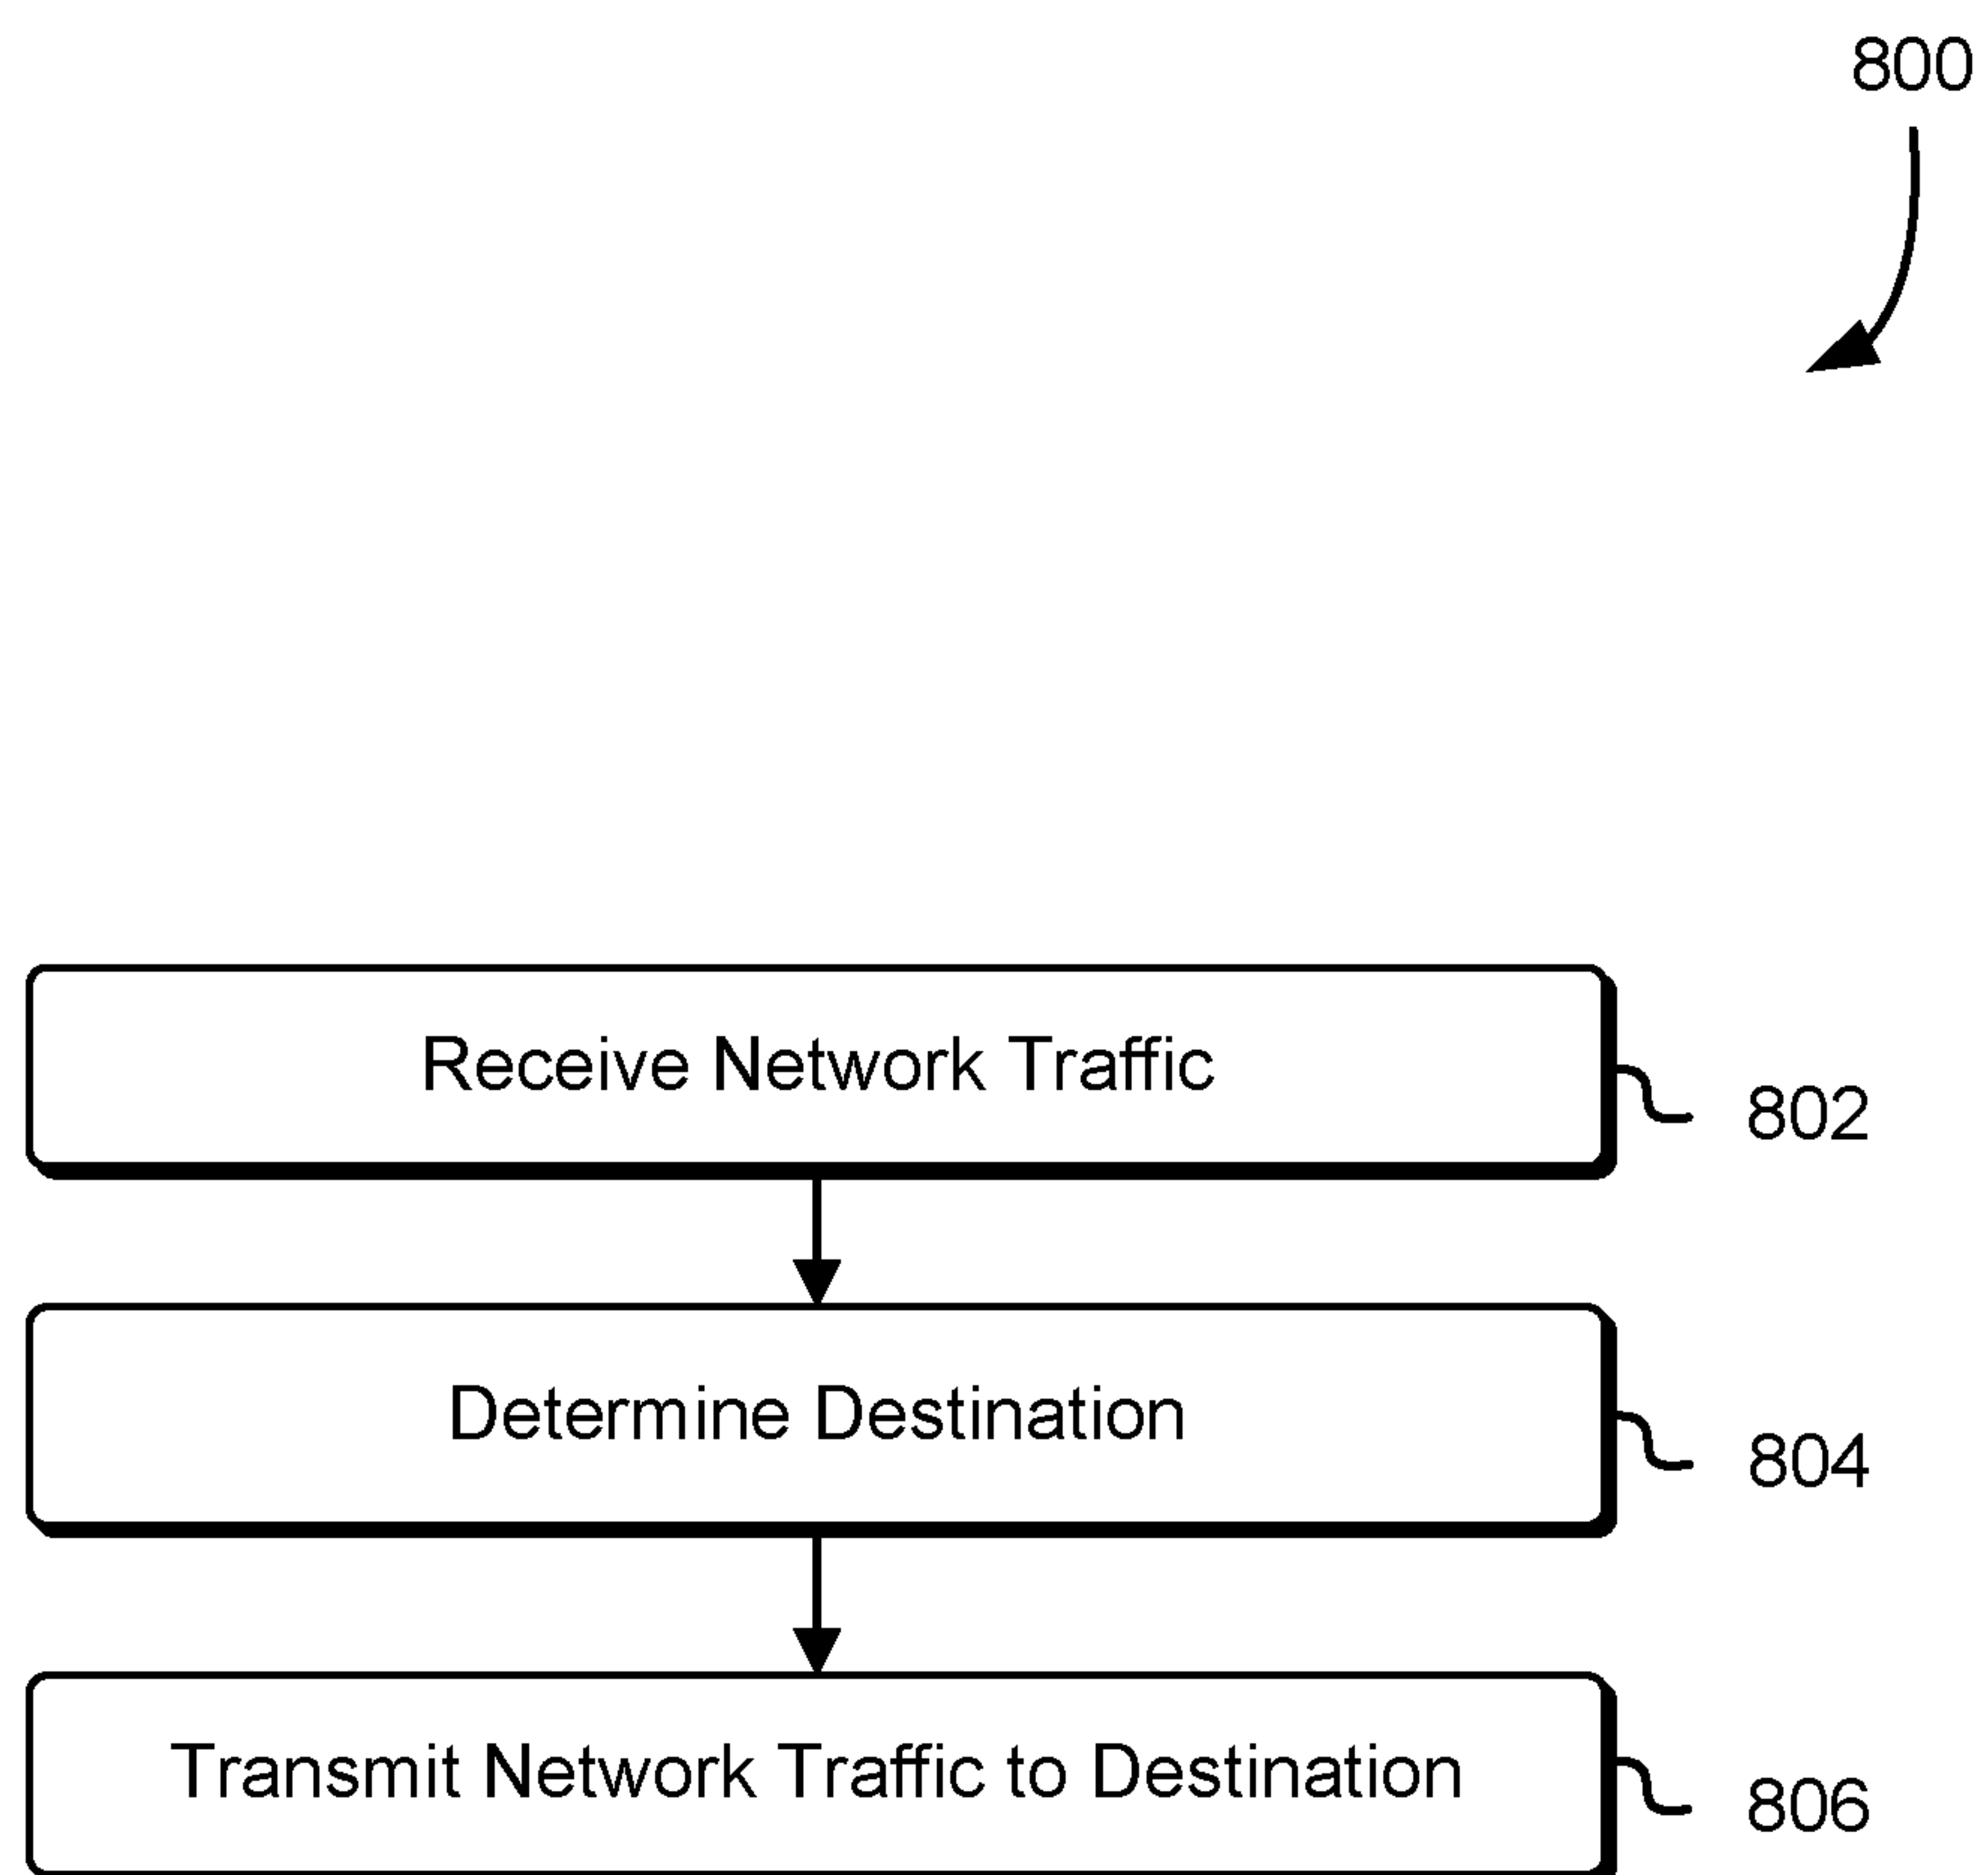 800
Receive Network Traffic
802
Determine Destination
804
Transmit Network Traffic to Destination
806